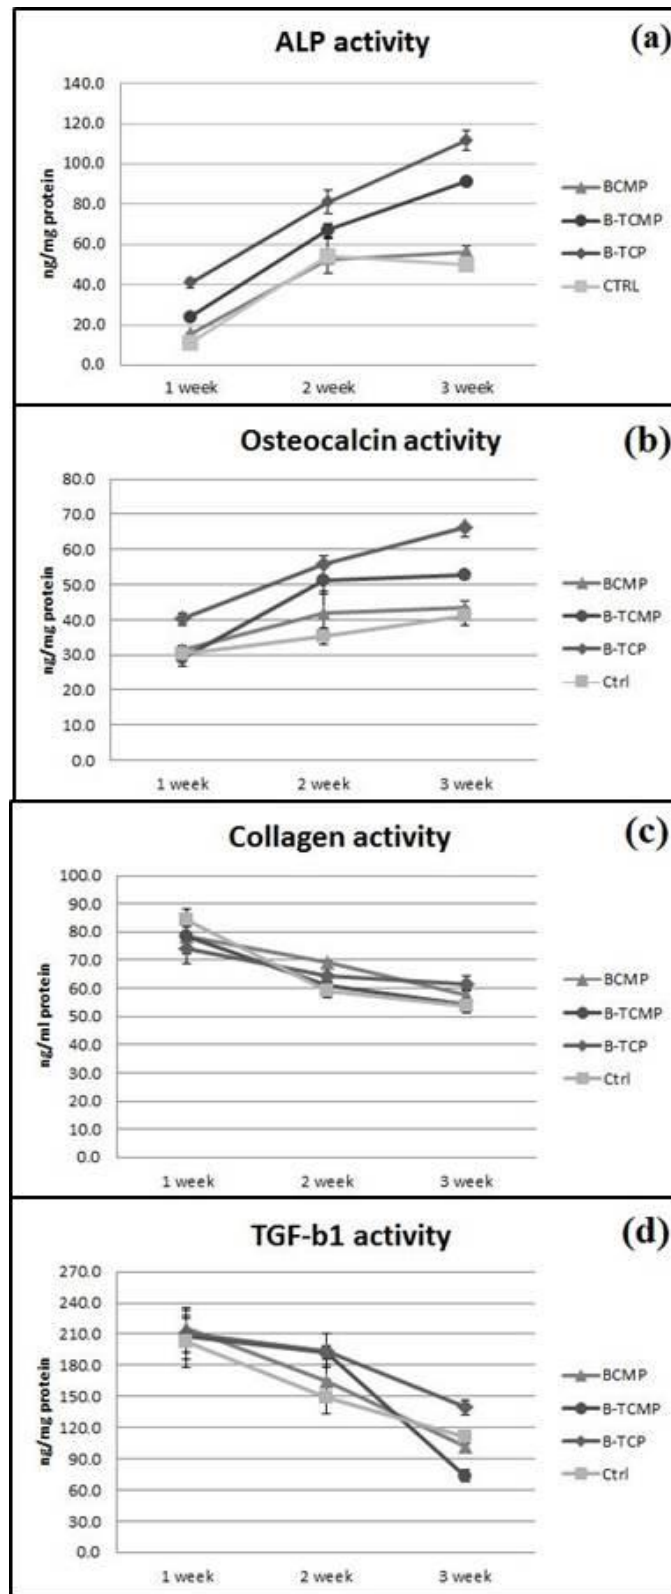 ALP activity
(a)
140.0
120.0
100.0
80.0
60.0
40.0
20.0
0.0
ng/mg protein
1 week
2 week
3 week
BCMP
B-TCMP
B-TCP
CTRL
Osteocalcin activity
(b)
80.0
70.0
60.0
50.0
40.0
30.0
20.0
10.0
0.0
ng/mg protein
1 week
2 week
3 week
BCMP
B-TCMP
B-TCP
Ctrl
Collagen activity
(c)
100.0
90.0
80.0
70.0
60.0
50.0
40.0
30.0
20.0
10.0
0.0
ng/ml protein
1 week
2 week
3 week
BCMP
B-TCMP
B-TCP
Ctrl
TGF-b1 activity
(d)
270.0
240.0
210.0
180.0
150.0
120.0
90.0
60.0
30.0
0.0
ng/mg protein
1 week
2 week
3 week
BCMP
B-TCMP
B-TCP
Ctrl